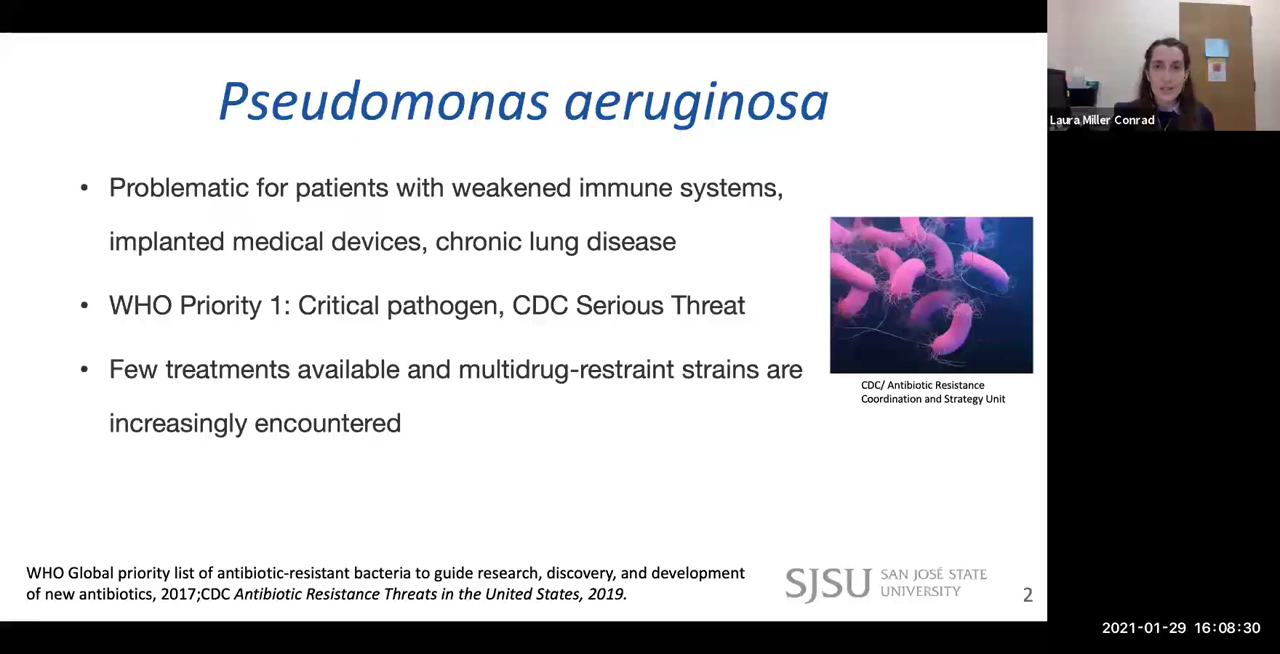 Pseudomonas aeruginosa
• Problematic for patients with weakened immune systems,
implanted medical devices, chronic lung disease
• WHO Priority 1: Critical pathogen, CDC Serious Threat
• Few treatments available and multidrug-restraint strains are
increasingly encountered
CDC/ Antibiotic Resistance
Coordination and Strategy Unit
WHO Global priority list of antibiotic-resistant bacteria to guide research, discovery, and development
of new antibiotics, 2017;CDC Antibiotic Resistance Threats in the United States, 2019.
SJSU SAN JOSÉ STATE
UNIVERSITY
2
Laura Miller Conrad
2021-01-29 16:08:30